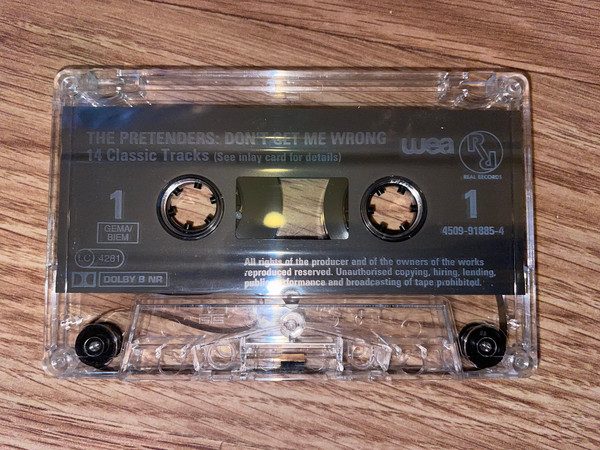 THE PRETENDERS: DON'T GET ME WRONG
14 Classic Tracks (See inlay card for details)
wea
RR
REAL RECORDS
1
1
GEMA/
BIEM
4509-91885-4
LC 4281
DOLBY B NR
All rights of the producer and of the owners of the works
reproduced reserved. Unauthorised copying, hiring, lending,
public performance and broadcasting of tape prohibited.